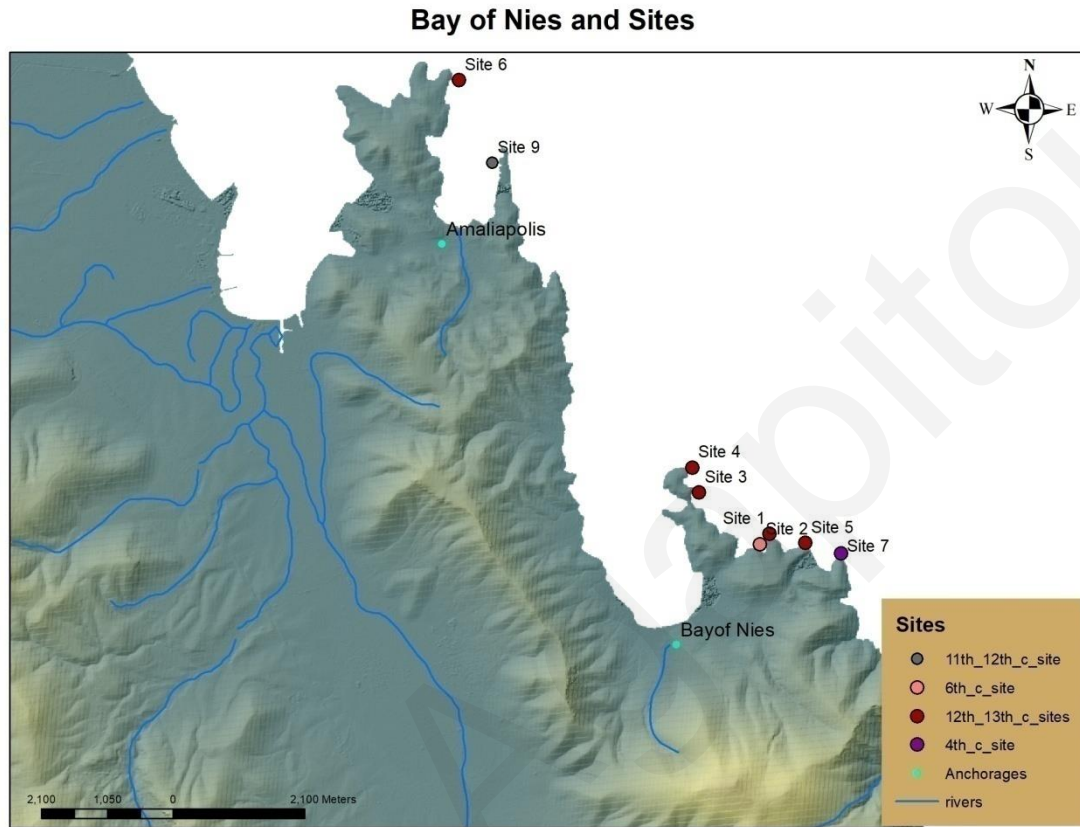 Bay of Nies and Sites
N
W E
S
Site 6
Site 9
Amaliapolis
Site 4
Site 3
Site 1
Site 2
Site 5
Site 7
Bayof Nies
Sites
11th_12th_c_site
6th_c_site
12th_13th_c_sites
4th_c_site
Anchorages
rivers
2,100 1,050 0 2,100 Meters